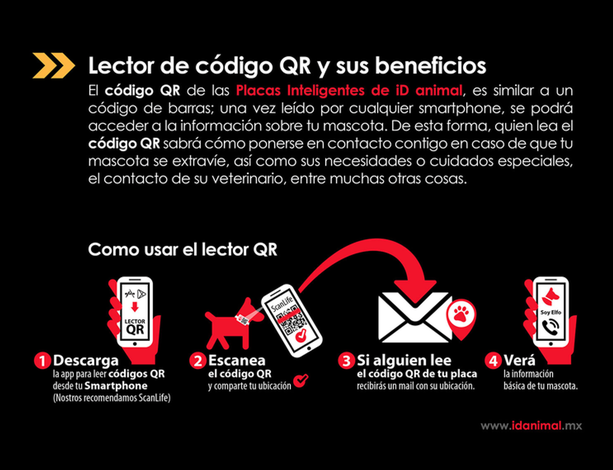 Lector de código QR y sus beneficios
El código QR de las Placas Inteligentes de iD animal, es similar a un
código de barras; una vez leído por cualquier smartphone, se podrá
acceder a la información sobre tu mascota. De esta forma, quien lea el
código QR sabrá cómo ponerse en contacto contigo en caso de que tu
mascota se extravíe, así como sus necesidades o cuidados especiales,
el contacto de su veterinario, entre muchas otras cosas.
Como usar el lector QR
LECTOR
QR
1 Descarga
la app para leer códigos QR
desde tu Smartphone
(Nostros recomendamos ScanLife)
ScanLife
2 Escanea
el código QR
y comparte tu ubicación
3 Si alguien lee
el código QR de tu placa
recibirás un mail con su ubicación.
Soy Elfo
4 Verá
la información
básica de tu mascota.
www.idanimal.mx